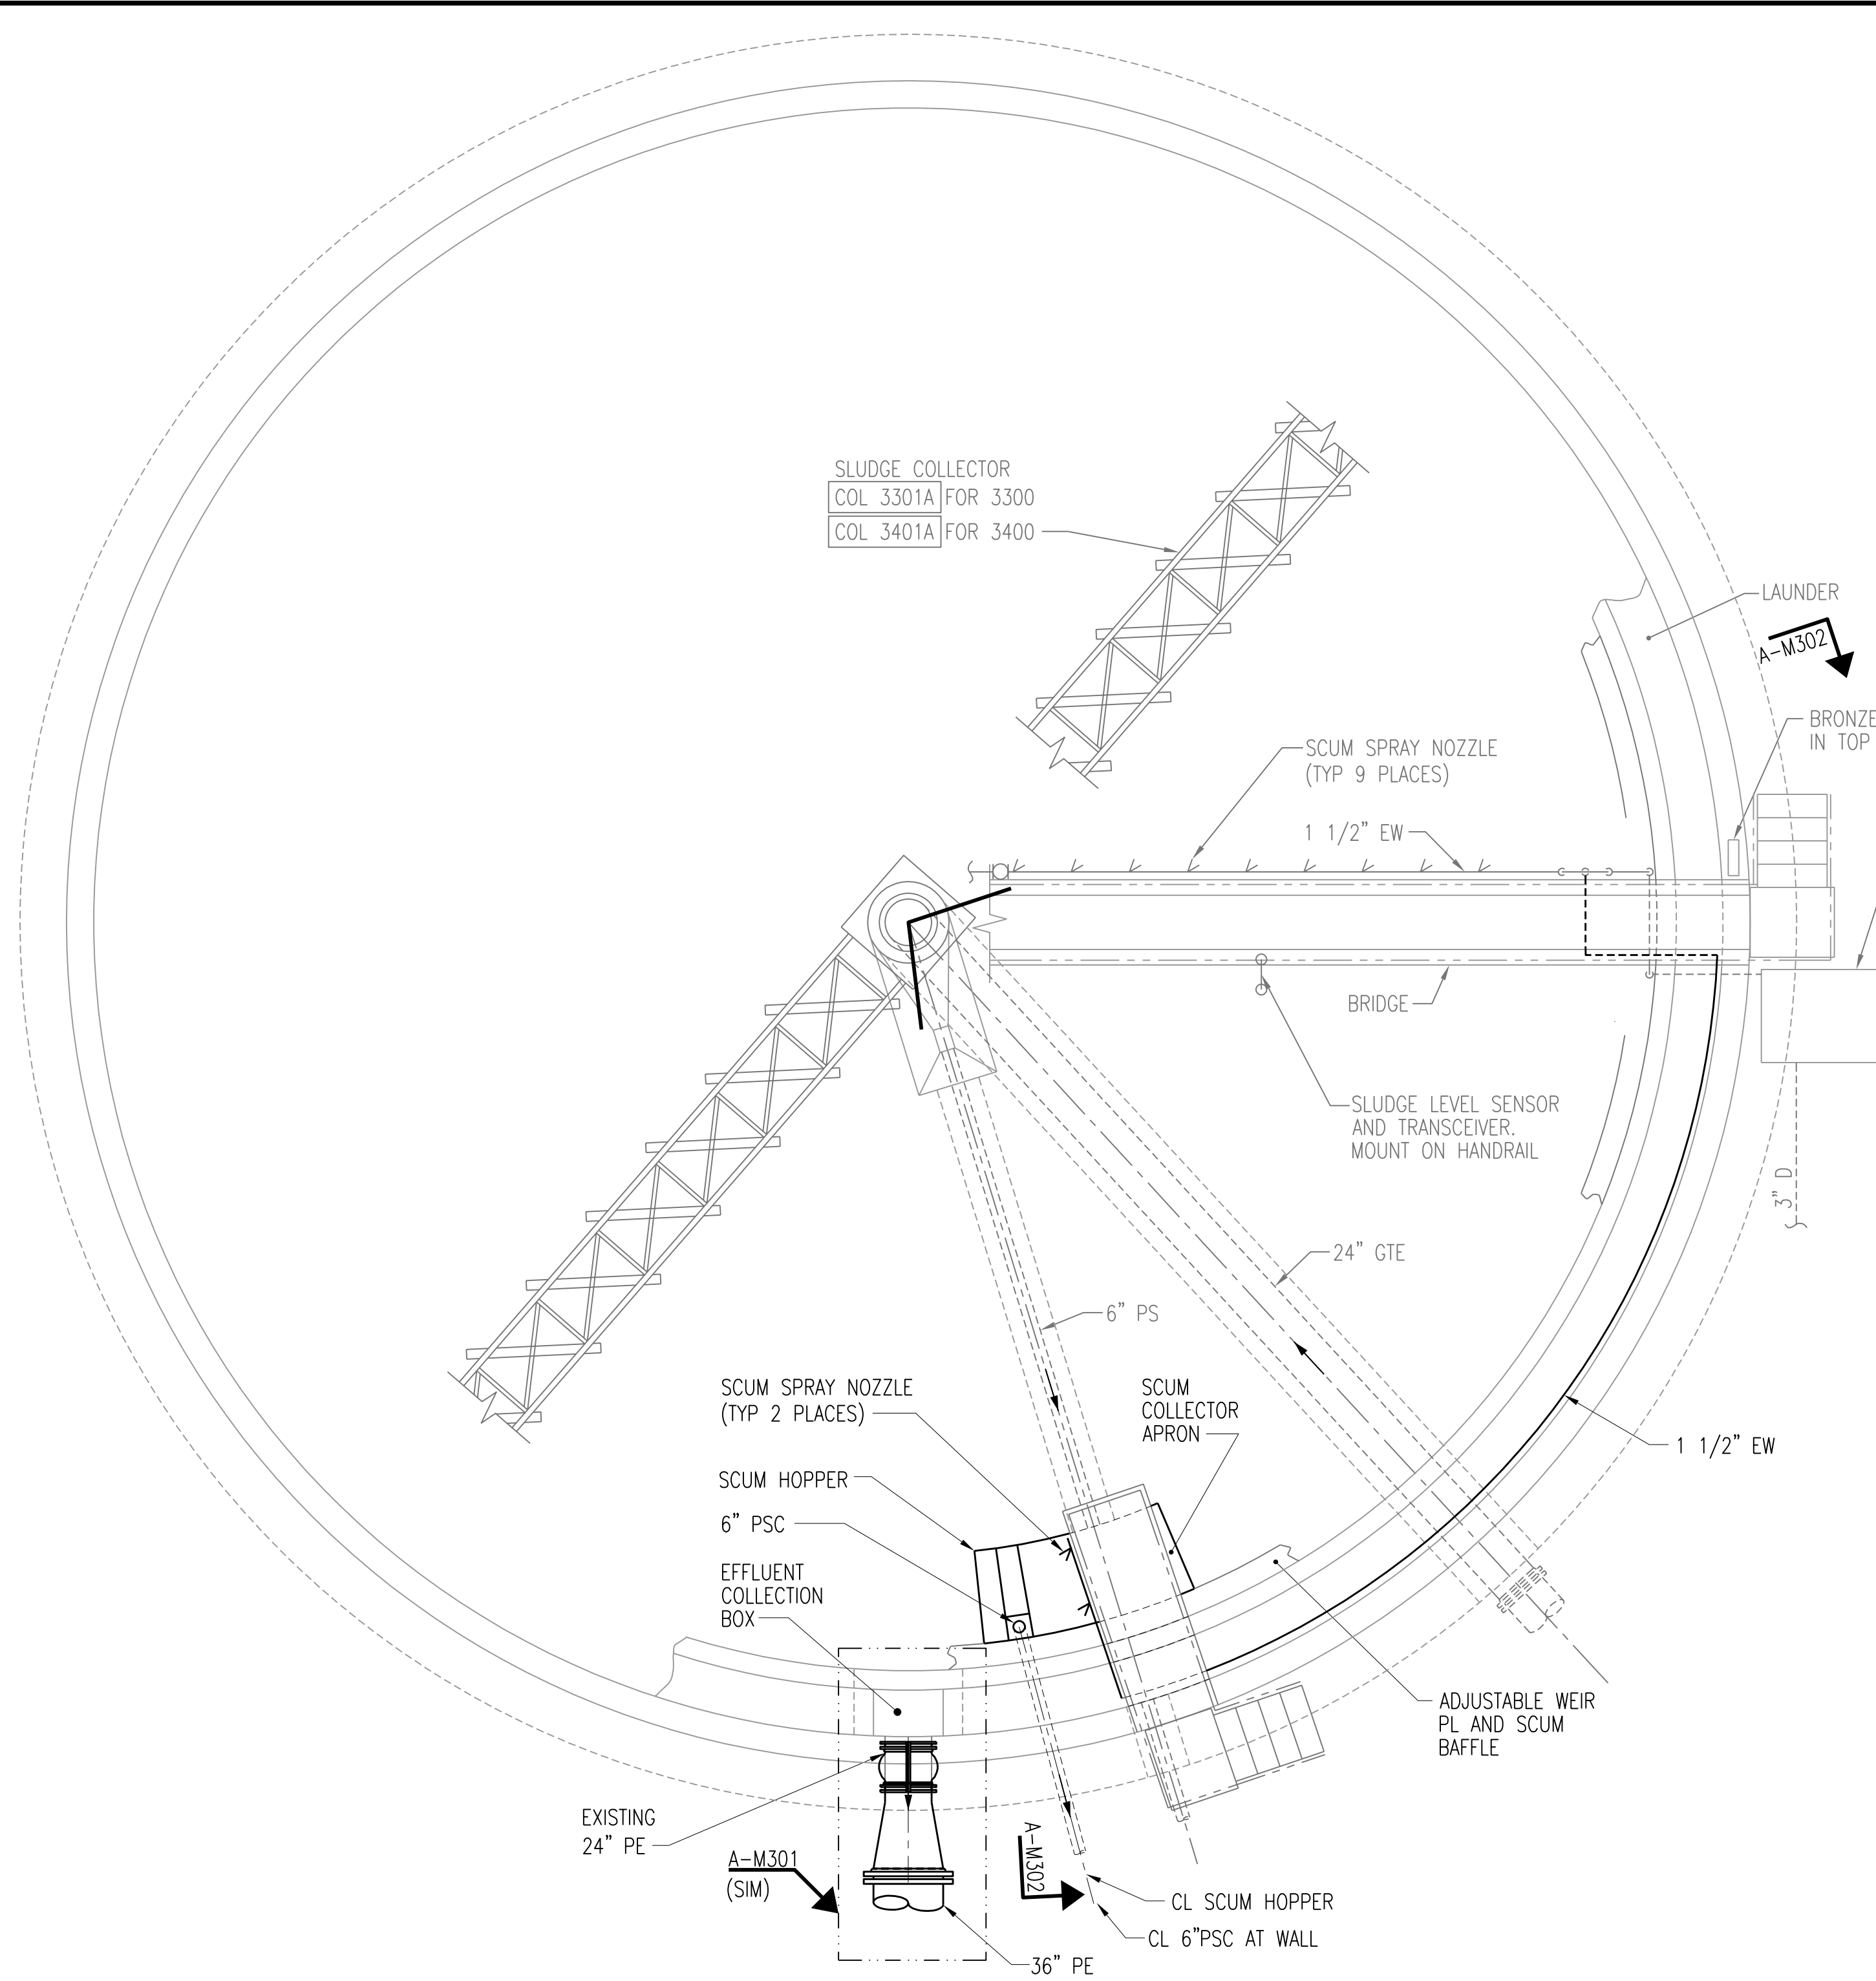 SLUDGE COLLECTOR
COL 3301A FOR 3300
COL 3401A FOR 3400
LAUNDER
A-M302
BRONZE
IN TOP
SCUM SPRAY NOZZLE
(TYP 9 PLACES)
1 1/2" EW
BRIDGE
SLUDGE LEVEL SENSOR
AND TRANSCEIVER.
MOUNT ON HANDRAIL
3" D
24" GTE
6" PS
SCUM SPRAY NOZZLE
(TYP 2 PLACES)
SCUM
COLLECTOR
APRON
1 1/2" EW
SCUM HOPPER
6" PSC
EFFLUENT
COLLECTION
BOX
ADJUSTABLE WEIR
PL AND SCUM
BAFFLE
EXISTING
24" PE
A-M301
(SIM)
A-M302
CL SCUM HOPPER
CL 6"PSC AT WALL
36" PE